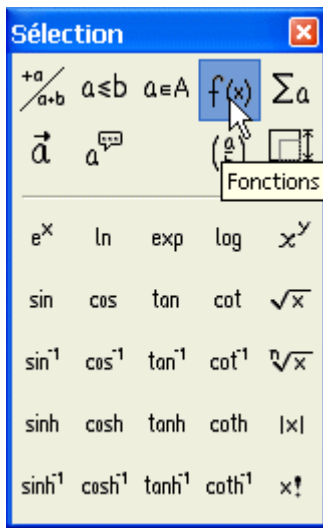 Sélection
+a/a+b a≤b a∈A f(x) Σa
a⃗ a (a
Fonctions
eˣ ln exp log xʸ
sin cos tan cot √x
sin⁻¹ cos⁻¹ tan⁻¹ cot⁻¹ ⁿ√x
sinh cosh tanh coth |x|
sinh⁻¹ cosh⁻¹ tanh⁻¹ coth⁻¹ x!